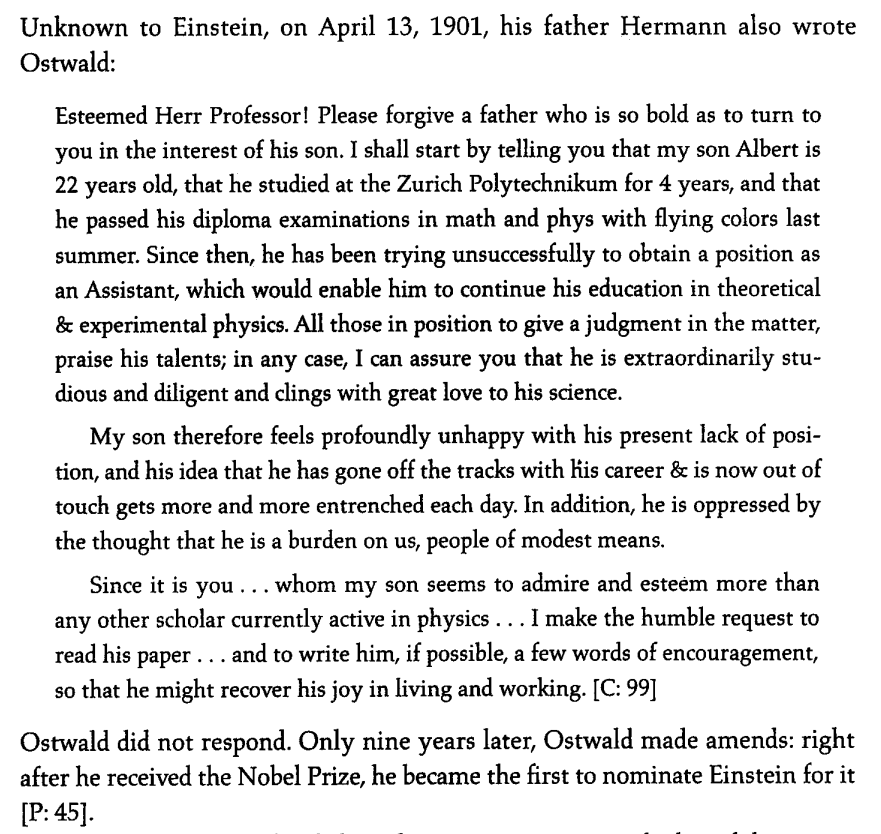 Unknown to Einstein, on April 13, 1901, his father Hermann also wrote
Ostwald:
Esteemed Herr Professor! Please forgive a father who is so bold as to turn to
you in the interest of his son. I shall start by telling you that my son Albert is
22 years old, that he studied at the Zurich Polytechnikum for 4 years, and that
he passed his diploma examinations in math and phys with flying colors last
summer. Since then, he has been trying unsuccessfully to obtain a position as
an Assistant, which would enable him to continue his education in theoretical
& experimental physics. All those in position to give a judgment in the matter,
praise his talents; in any case, I can assure you that he is extraordinarily stu-
dious and diligent and clings with great love to his science.
My son therefore feels profoundly unhappy with his present lack of posi-
tion, and his idea that he has gone off the tracks with his career & is now out of
touch gets more and more entrenched each day. In addition, he is oppressed by
the thought that he is a burden on us, people of modest means.
Since it is you . . . whom my son seems to admire and esteem more than
any other scholar currently active in physics . . . I make the humble request to
read his paper . . . and to write him, if possible, a few words of encouragement,
so that he might recover his joy in living and working. [C: 99]
Ostwald did not respond. Only nine years later, Ostwald made amends: right
after he received the Nobel Prize, he became the first to nominate Einstein for it
[P: 45].